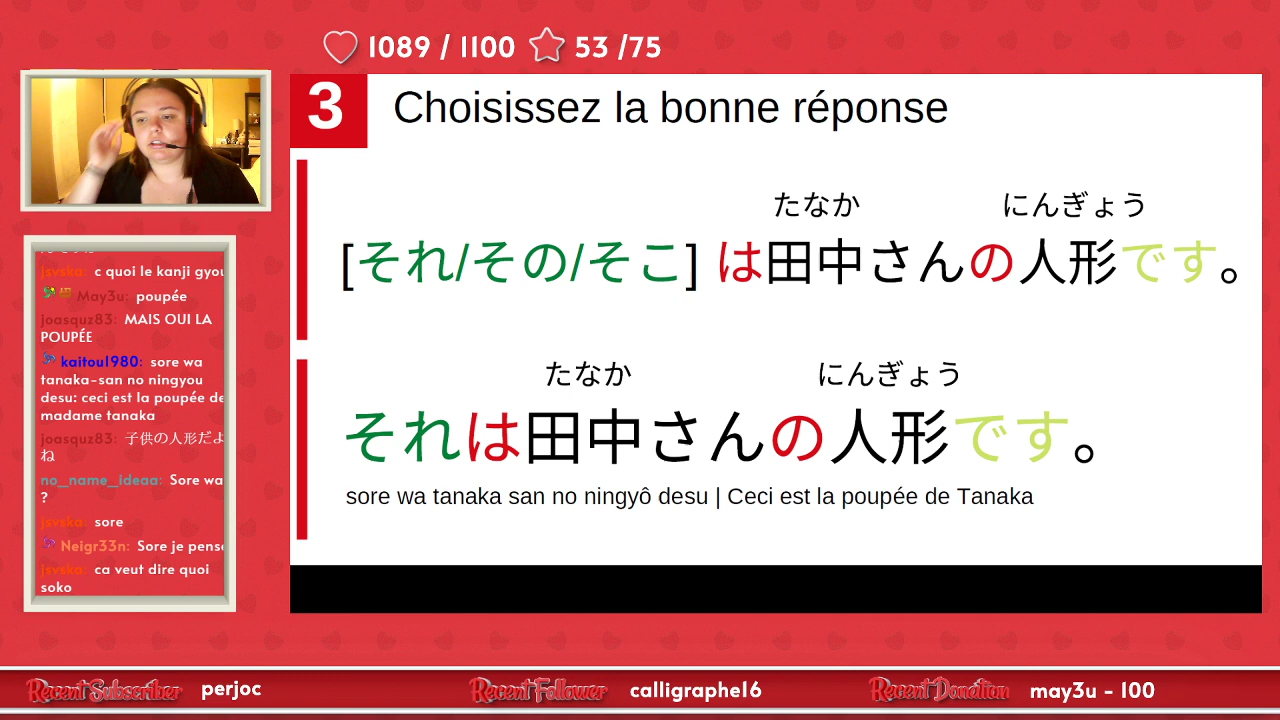 1089 / 1100 53 /75
3 Choisissez la bonne réponse
たなか にんぎょう
[それ/その/そこ] は田中さんの人形です。
たなか にんぎょう
それは田中さんの人形です。
sore wa tanaka san no ningyô desu | Ceci est la poupée de Tanaka
jsvska: c quoi le kanji gyou
May3u: poupée
joasquz83: MAIS OUI LA
POUPÉE
kaitou1980: sore wa
tanaka-san no ningyou
desu: ceci est la poupée de
madame tanaka
joasquz83: 子供の人形だよ
ね
no_name_ideaa: Sore wa
?
jsvska: sore
Neigr33n: Sore je pense
jsvska: ca veut dire quoi
soko
Recent Subscriber perjoc Recent Follower calligraphe16 Recent Donation may3u - 100